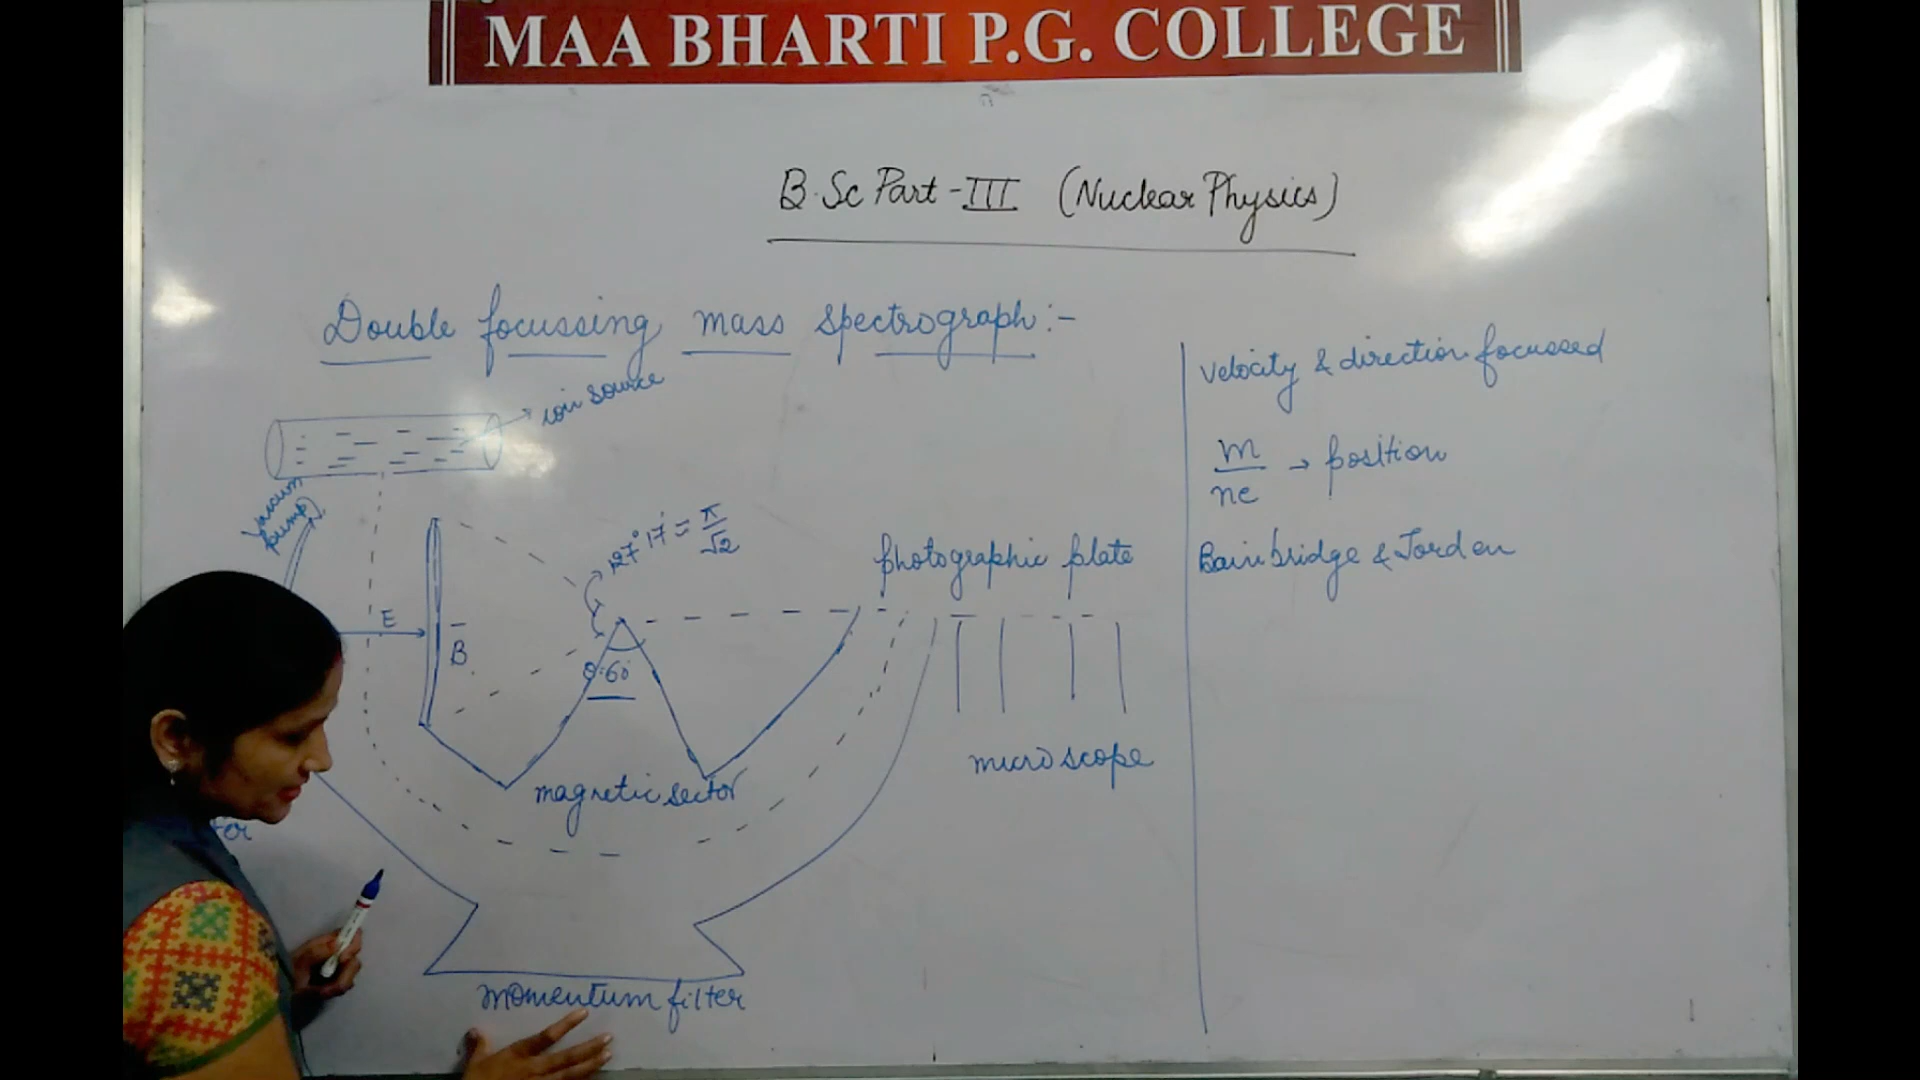 MAA BHARTI P.G. COLLEGE
B.Sc Part-III (Nuclear Physics)
Double focussing mass spectrograph:-
ion source
Vacuum
pump
127°17' = π/√2
E
B
θ.60
photographic plate
magnetic sector
microscope
ter
momentum filter
Velocity & direction focussed
m/ne → position
Bainbridge & Jorden